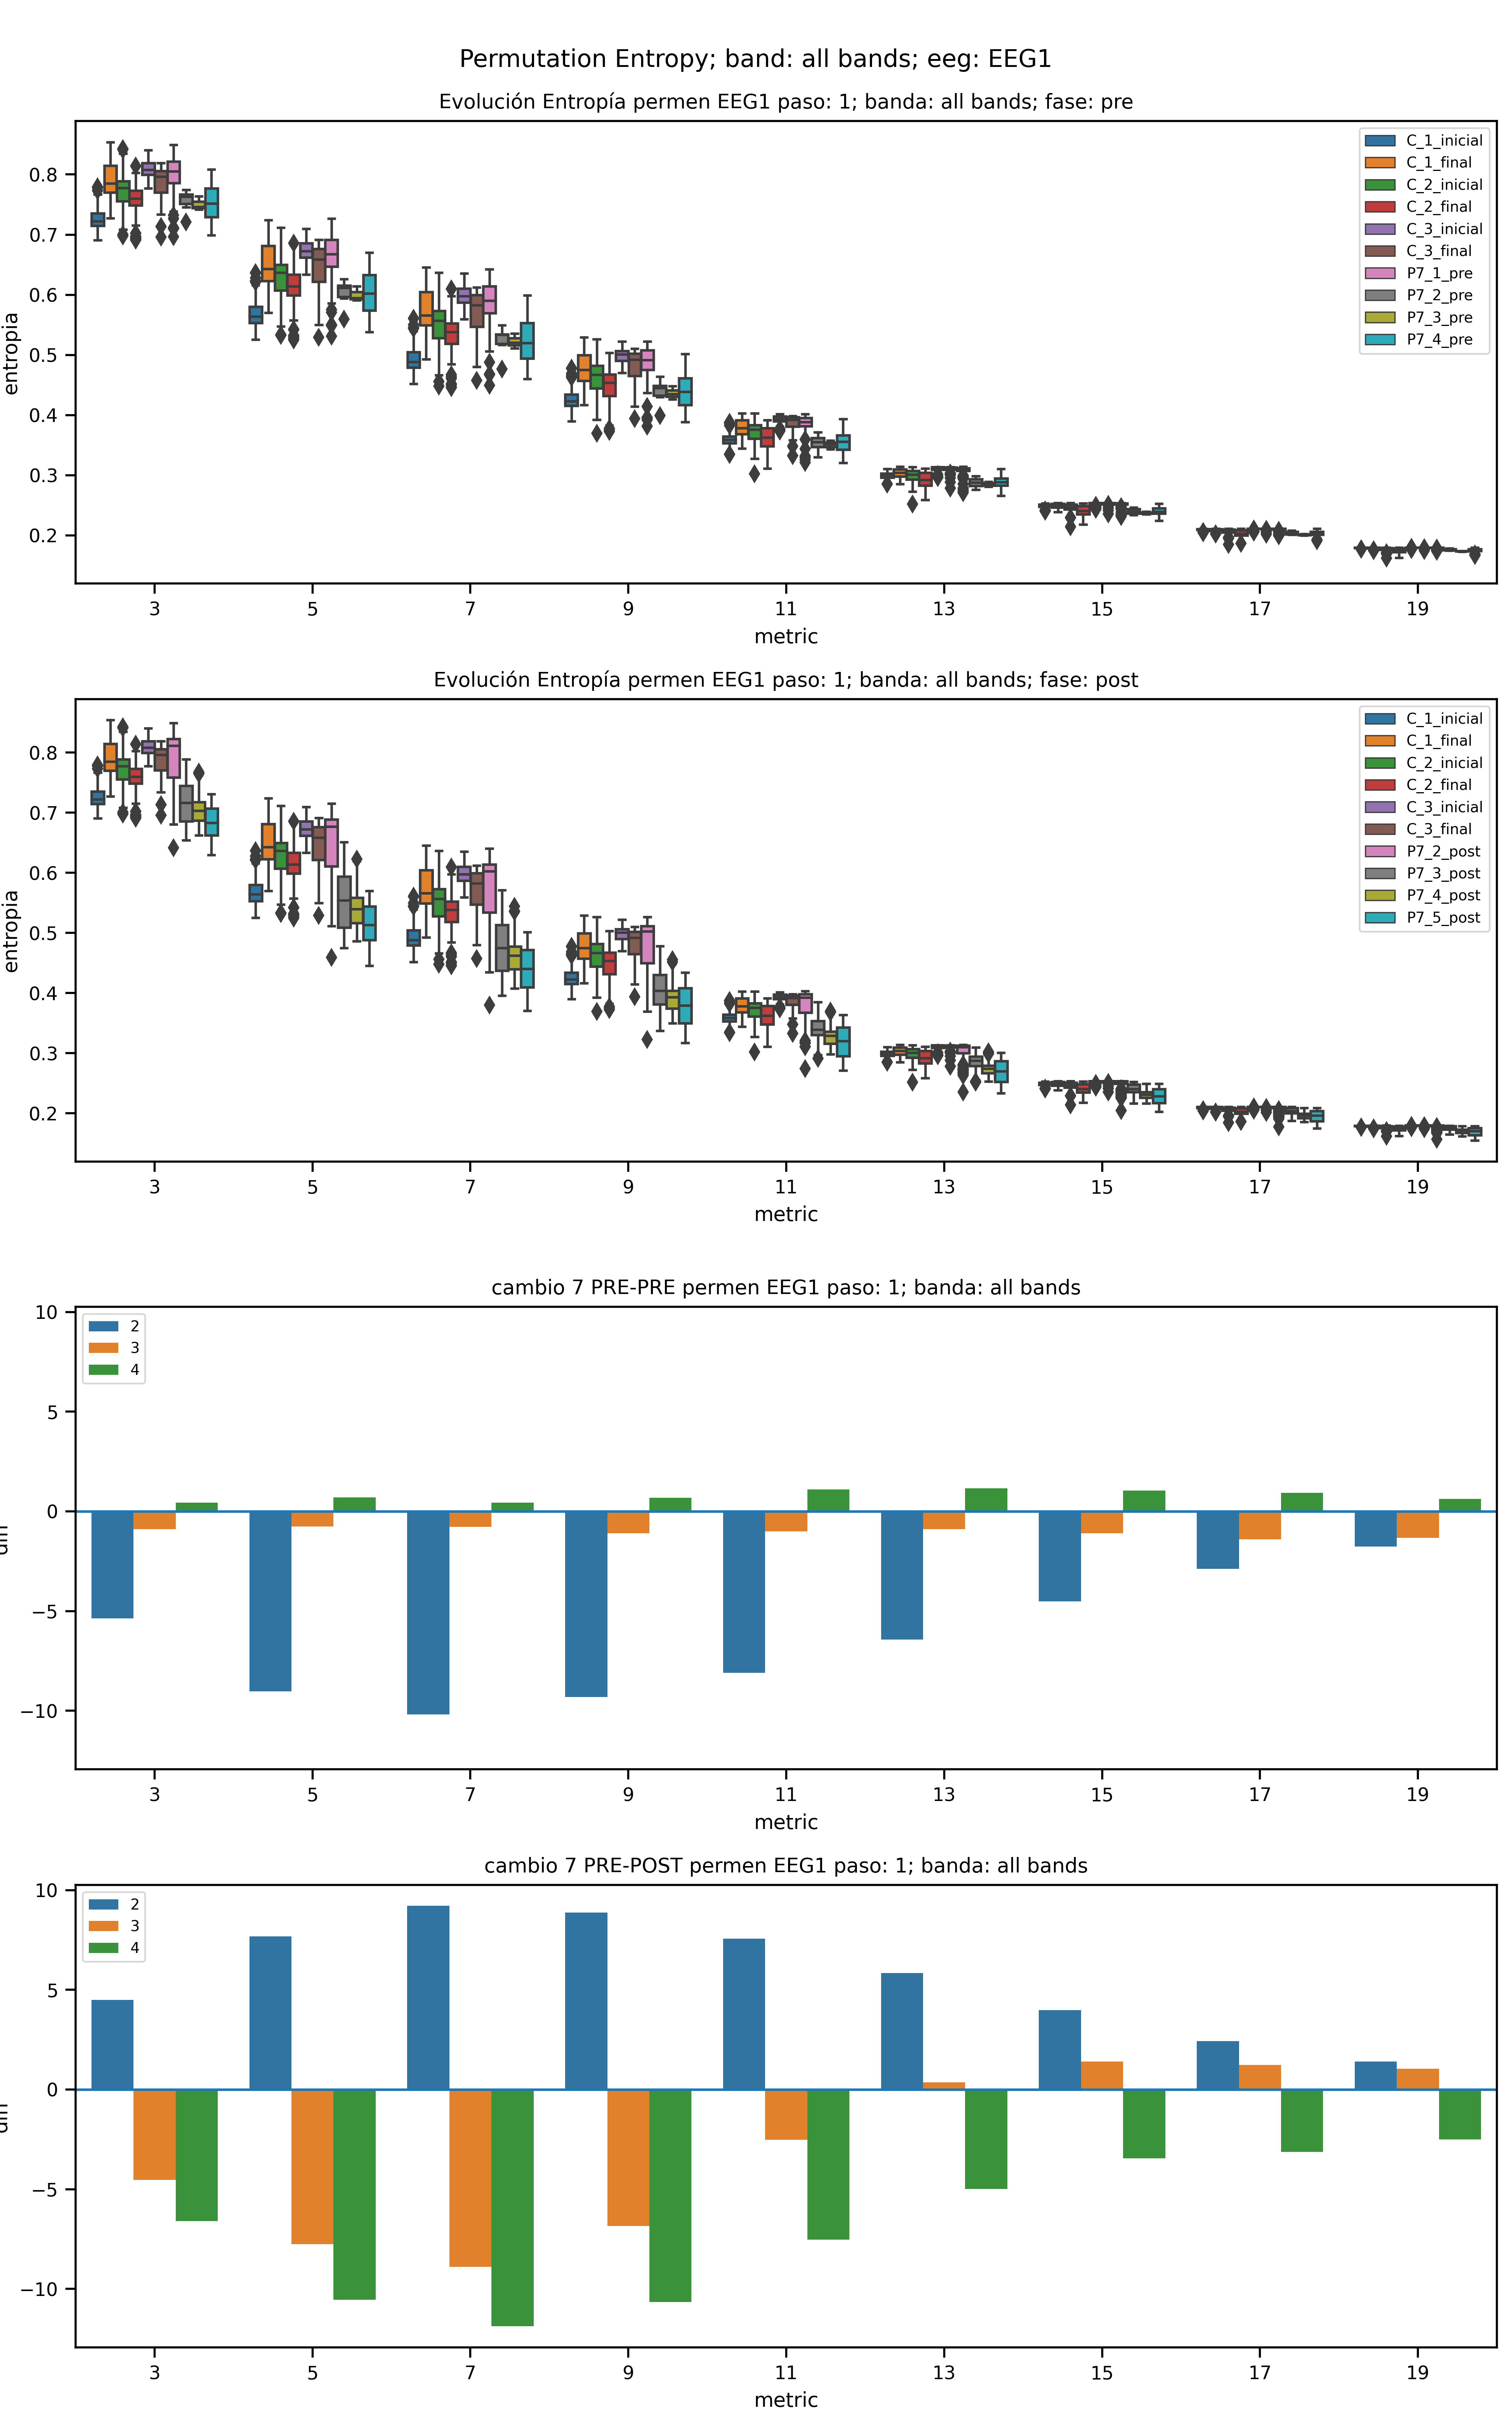 Permutation Entropy; band: all bands; eeg: EEG1
Evolución Entropía permen EEG1 paso: 1; banda: all bands; fase: pre
entropia
0.8
0.7
0.6
0.5
0.4
0.3
0.2
C_1_inicial
C_1_final
C_2_inicial
C_2_final
C_3_inicial
C_3_final
P7_1_pre
P7_2_pre
P7_3_pre
P7_4_pre
3 5 7 9 11 13 15 17 19
metric
Evolución Entropía permen EEG1 paso: 1; banda: all bands; fase: post
entropia
0.8
0.7
0.6
0.5
0.4
0.3
0.2
C_1_inicial
C_1_final
C_2_inicial
C_2_final
C_3_inicial
C_3_final
P7_2_post
P7_3_post
P7_4_post
P7_5_post
3 5 7 9 11 13 15 17 19
metric
cambio 7 PRE-PRE permen EEG1 paso: 1; banda: all bands
10
5
0
−5
−10
2
3
4
3 5 7 9 11 13 15 17 19
metric
cambio 7 PRE-POST permen EEG1 paso: 1; banda: all bands
10
5
0
−5
−10
2
3
4
3 5 7 9 11 13 15 17 19
metric